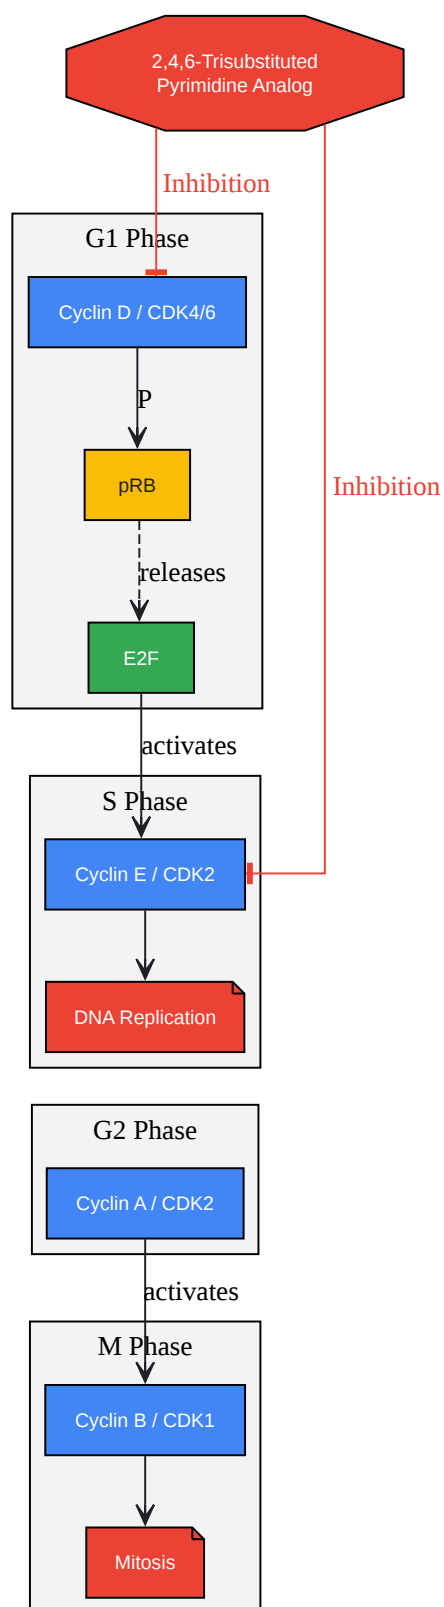 2,4,6-Trisubstituted
Pyrimidine Analog
Inhibition
G1 Phase
Cyclin D / CDK4/6
P
pRB
Inhibition
releases
E2F
activates
S Phase
Cyclin E / CDK2
DNA Replication
G2 Phase
Cyclin A / CDK2
activates
M Phase
Cyclin B / CDK1
Mitosis